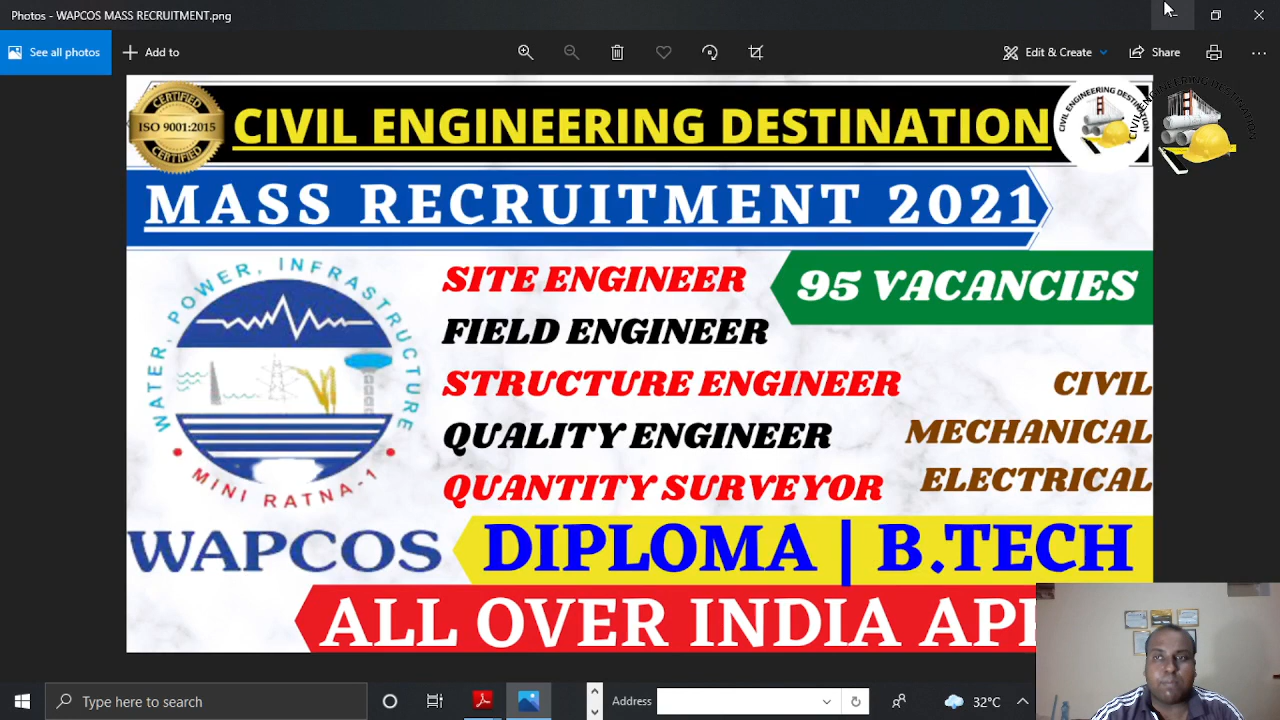 Photos - WAPCOS MASS RECRUITMENT.png
See all photos
Add to
Edit & Create
Share
CERTIFIED
ISO 9001:2015
CERTIFIED
CIVIL ENGINEERING DESTINATION
CIVIL ENGINEERING DESTINATION
MASS RECRUITMENT 2021
WATER, POWER, INFRASTRUCTURE
MINI RATNA-1
WAPCOS
SITE ENGINEER
95 VACANCIES
FIELD ENGINEER
STRUCTURE ENGINEER
CIVIL
QUALITY ENGINEER
MECHANICAL
QUANTITY SURVEYOR
ELECTRICAL
DIPLOMA | B.TECH
ALL OVER INDIA
Type here to search
Address
32°C